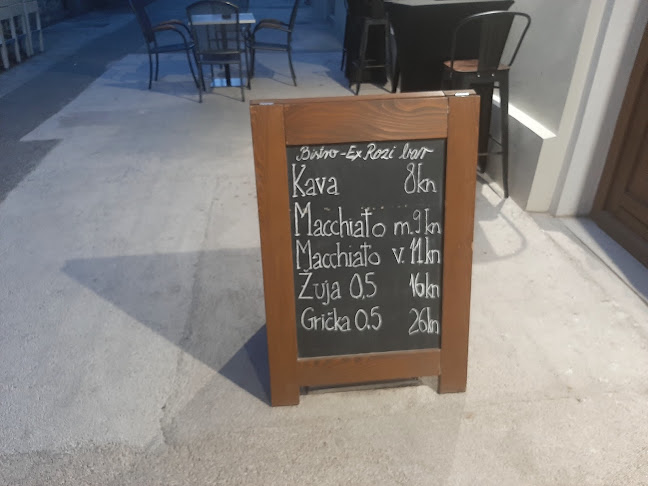 Bistro-Ex Rozi bar
Kava 8kn
Macchiato m. 9kn
Macchiato v. 11kn
Žuja 0,5 16kn
Grička 0.5 26kn